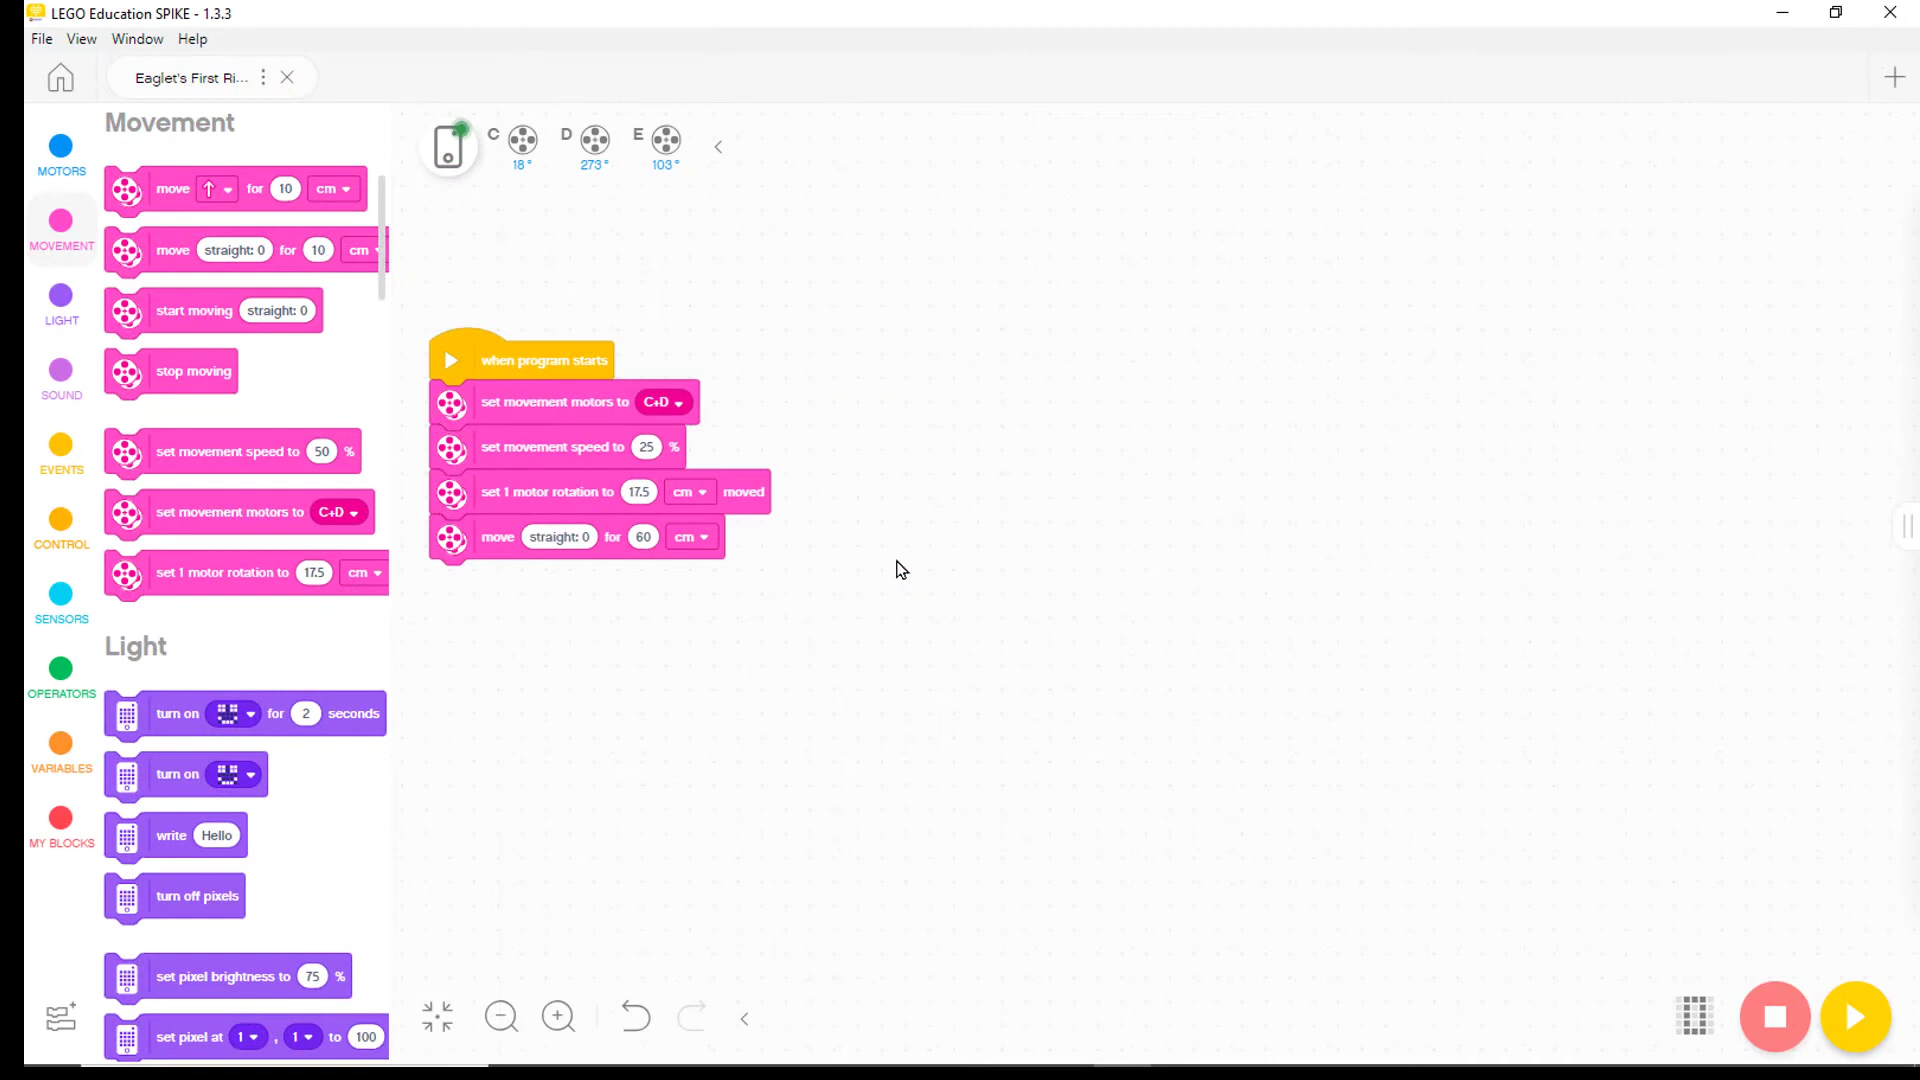 LEGO Education SPIKE - 1.3.3
File View Window Help
Eaglet's First Ri...
MOTORS
MOVEMENT
LIGHT
SOUND
EVENTS
CONTROL
SENSORS
OPERATORS
VARIABLES
MY BLOCKS
Movement
move for 10 cm
move straight: 0 for 10 cm
start moving straight: 0
stop moving
set movement speed to 50 %
set movement motors to C+D
set 1 motor rotation to 17.5 cm
Light
turn on for 2 seconds
turn on
write Hello
turn off pixels
set pixel brightness to 75 %
set pixel at 1 , 1 to 100
C D E
18° 273° 103°
when program starts
set movement motors to C+D
set movement speed to 25 %
set 1 motor rotation to 17.5 cm moved
move straight: 0 for 60 cm